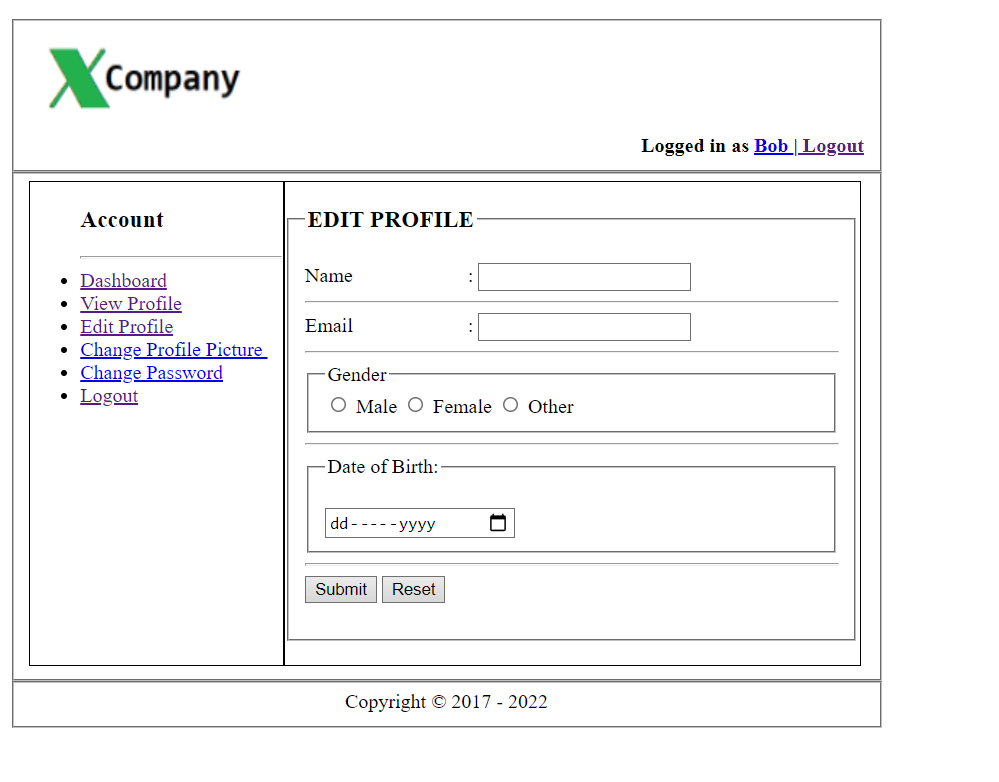 X Company
Logged in as Bob | Logout
Account
Dashboard
View Profile
Edit Profile
Change Profile Picture
Change Password
Logout
EDIT PROFILE
Name :
Email :
Gender
Male Female Other
Date of Birth:
dd-----yyyy
Submit Reset
Copyright © 2017 - 2022